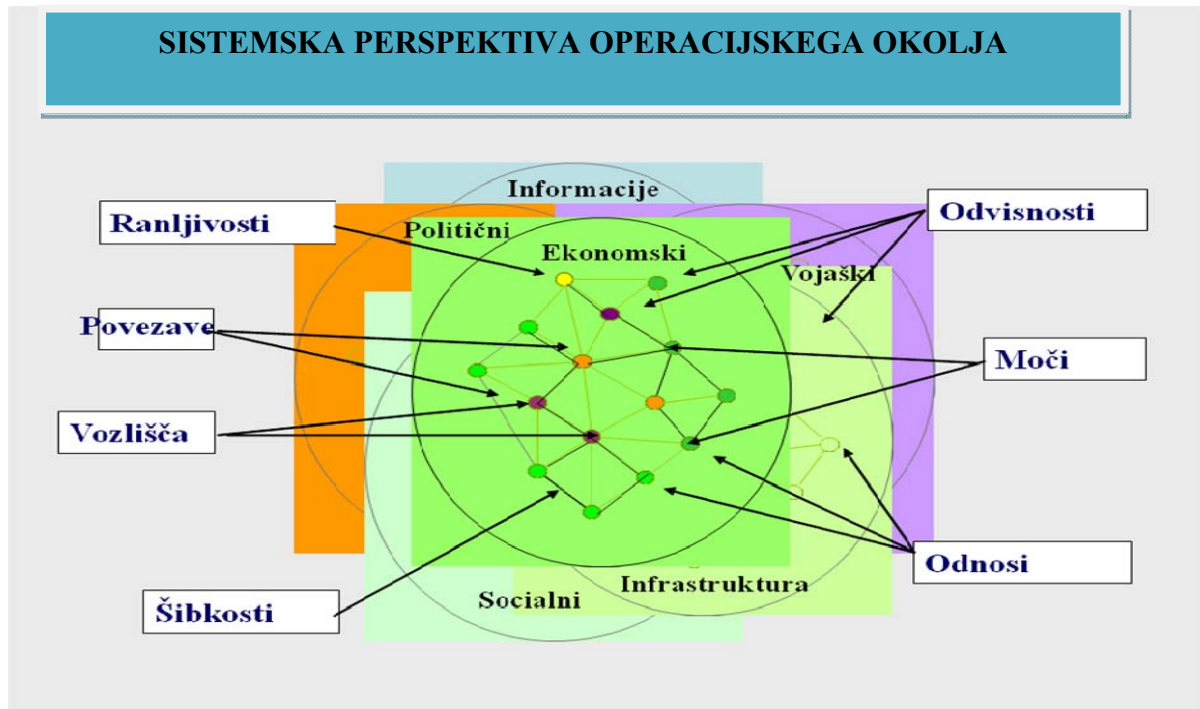 SISTEMSKA PERSPEKTIVA OPERACIJSKEGA OKOLJA
Informacije
Ranljivosti
Politični
Odvisnosti
Ekonomski
Vojaški
Povezave
Moči
Vozlišča
Odnosi
Infrastruktura
Socialni
Šibkosti